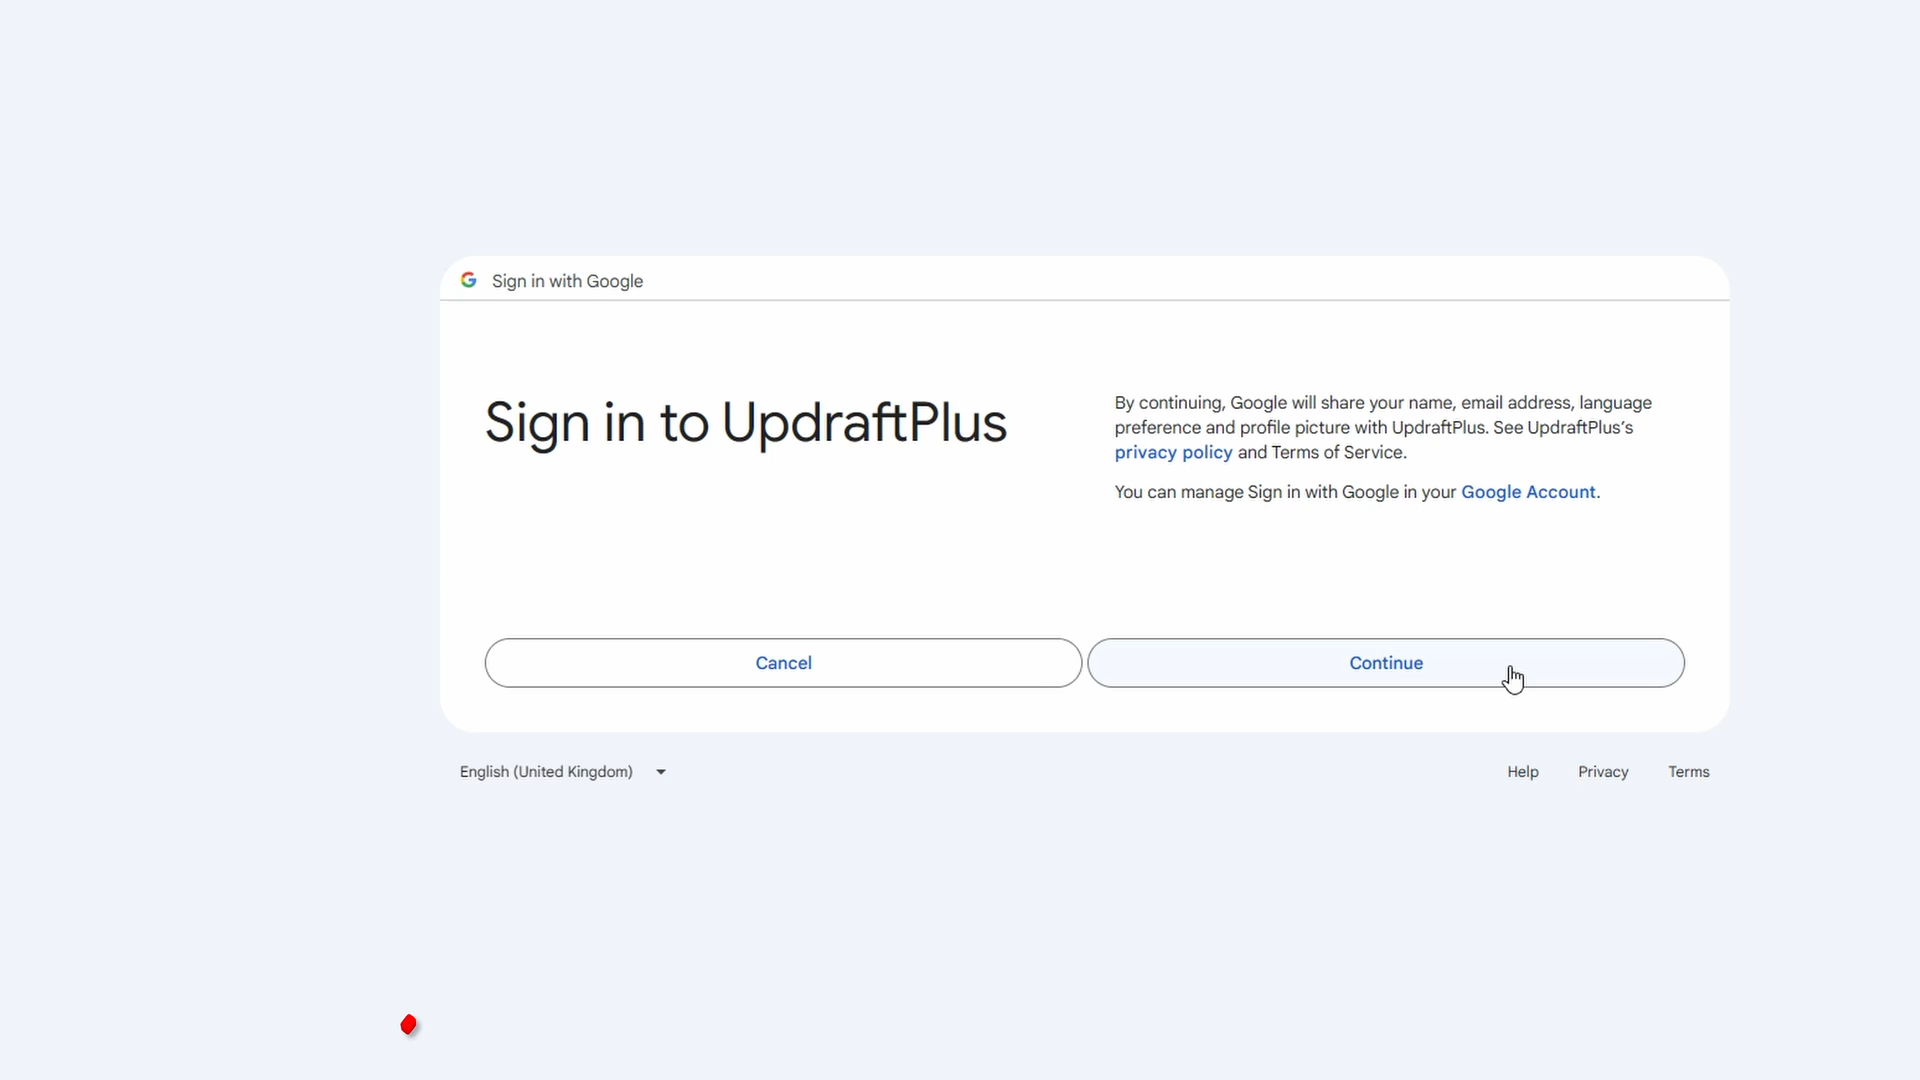 Sign in with Google
Sign in to UpdraftPlus
By continuing, Google will share your name, email address, language
preference and profile picture with UpdraftPlus. See UpdraftPlus’s
privacy policy and Terms of Service.
You can manage Sign in with Google in your Google Account.
Cancel
Continue
English (United Kingdom)
Help
Privacy
Terms